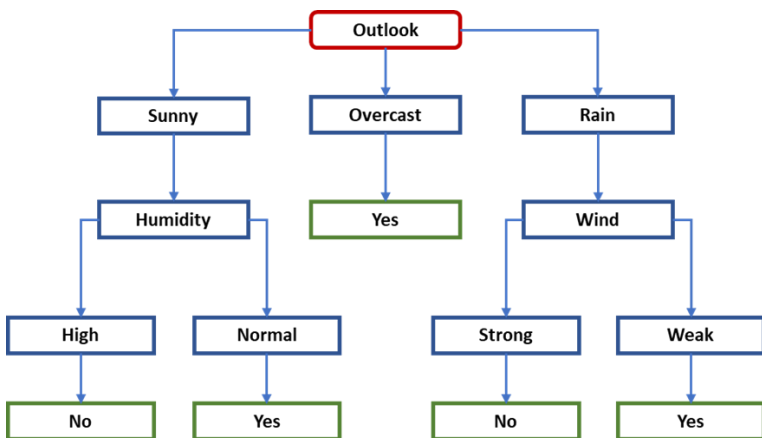 Outlook
Sunny
Overcast
Rain
Humidity
Yes
Wind
High
Normal
Strong
Weak
No
Yes
No
Yes